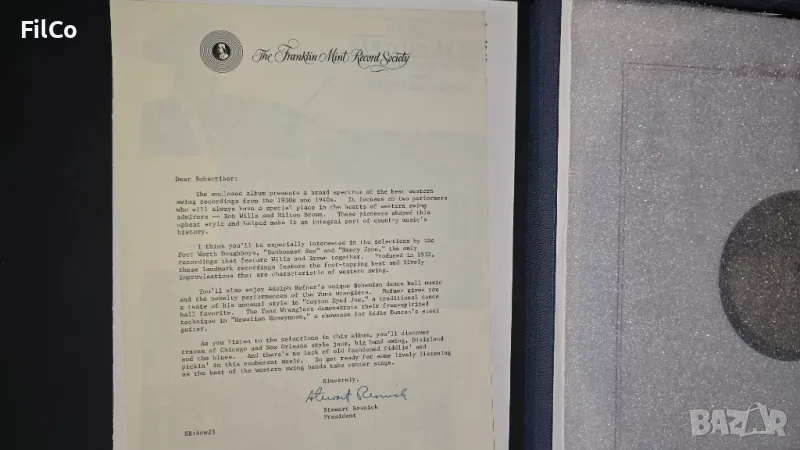 FilCo
The Franklin Mint Record Society
Dear Subscriber:
The enclosed album presents a broad spectrum of the best western
swing recordings from the 1930s and 1940s. It focuses on two performers
who will always have a special place in the hearts of western swing
admirers -- Bob Wills and Milton Brown. These pioneers shaped this
upbeat style and helped make it an integral part of country music's
history.
I think you'll be especially interested in the selections by the
Fort Worth Doughboys, "Sunbonnet Sue" and "Nancy Jane," the only
recordings that feature Wills and Brown together. Produced in 1932,
these landmark recordings feature the foot-tapping beat and lively
improvisations that are characteristic of western swing.
You'll also enjoy Adolph Hofner's unique Bohemian dance hall music
and the novelty performances of the Tune Wranglers. Hofner gives you
a taste of his unusual style in "Cotton Eyed Joe," a traditional dance
hall favorite. The Tune Wranglers demonstrate their free-spirited
technique in "Hawaiian Honeymoon," a showcase for Eddie Duncan's steel
guitar.
As you listen to the selections in this album, you'll discover
traces of Chicago and New Orleans style jazz, big band swing, Dixieland
and the blues. And there's no lack of old fashioned fiddlin' and
pickin' in this exuberant music. So get ready for some lively listening
as the best of the western swing bands take center stage.
Sincerely,
Stewart Resnick
Stewart Resnick
President
SR:6cw23
BAZAR